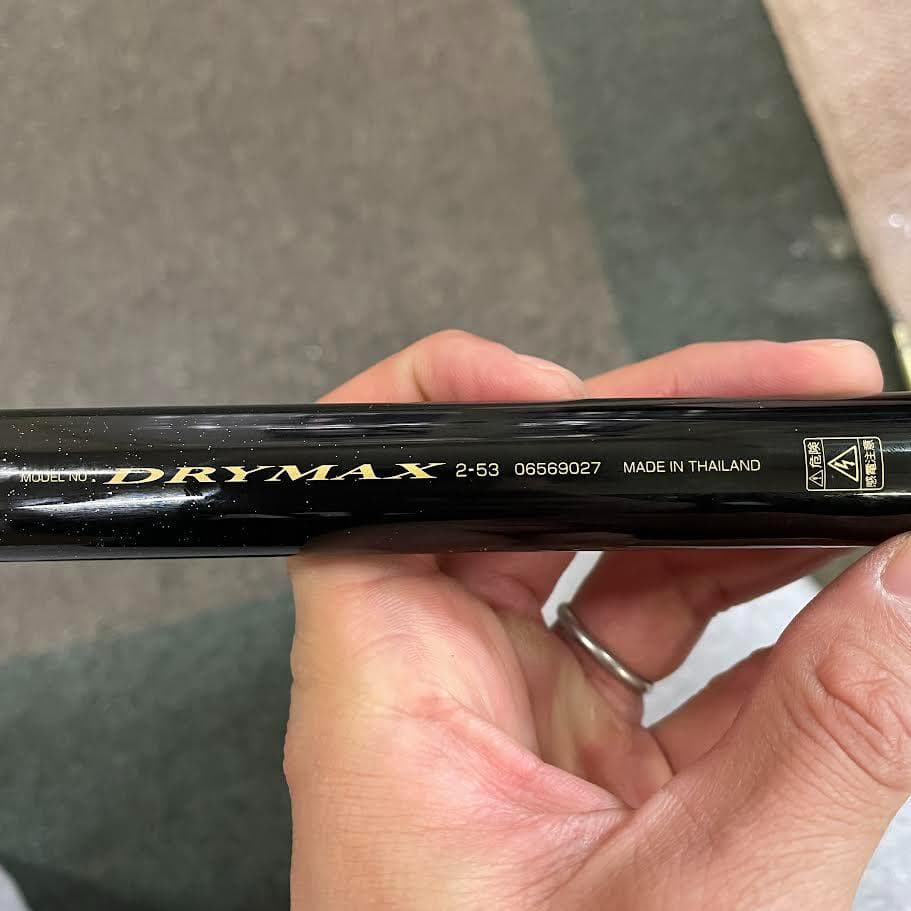 MODEL NO. DRYMAX 2-53 06569027 MADE IN THAILAND
危険
感電注意